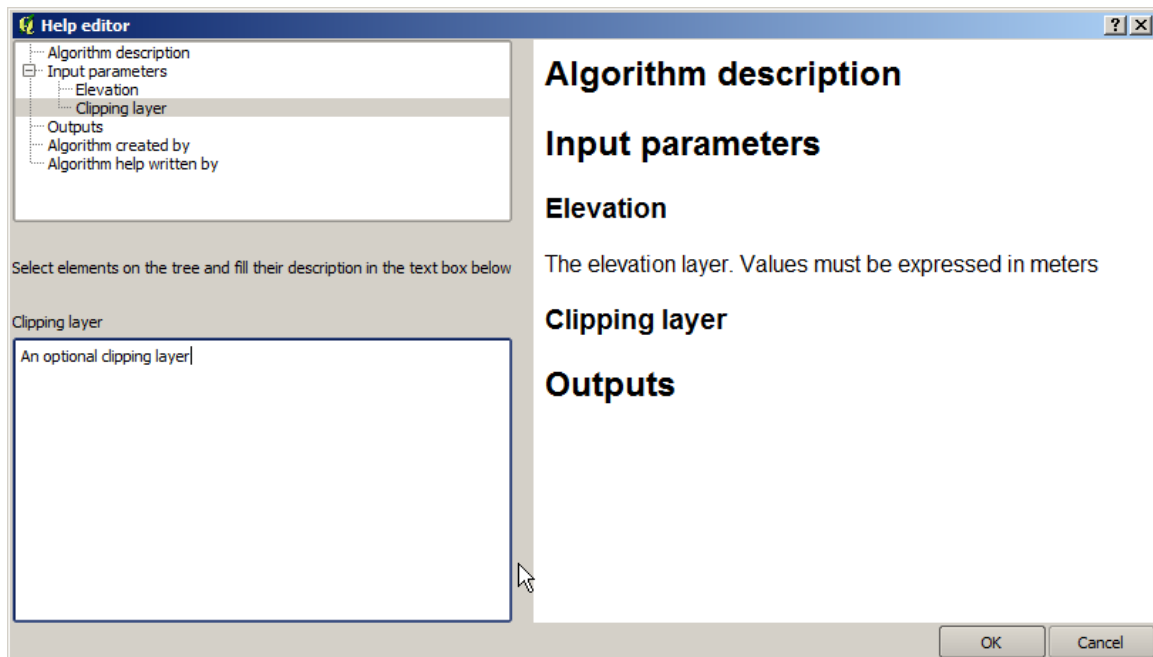 Help editor
Algorithm description
Input parameters
Elevation
Clipping layer
Outputs
Algorithm created by
Algorithm help written by
Select elements on the tree and fill their description in the text box below
Clipping layer
An optional clipping layer
Algorithm description
Input parameters
Elevation
The elevation layer. Values must be expressed in meters
Clipping layer
Outputs
OK
Cancel